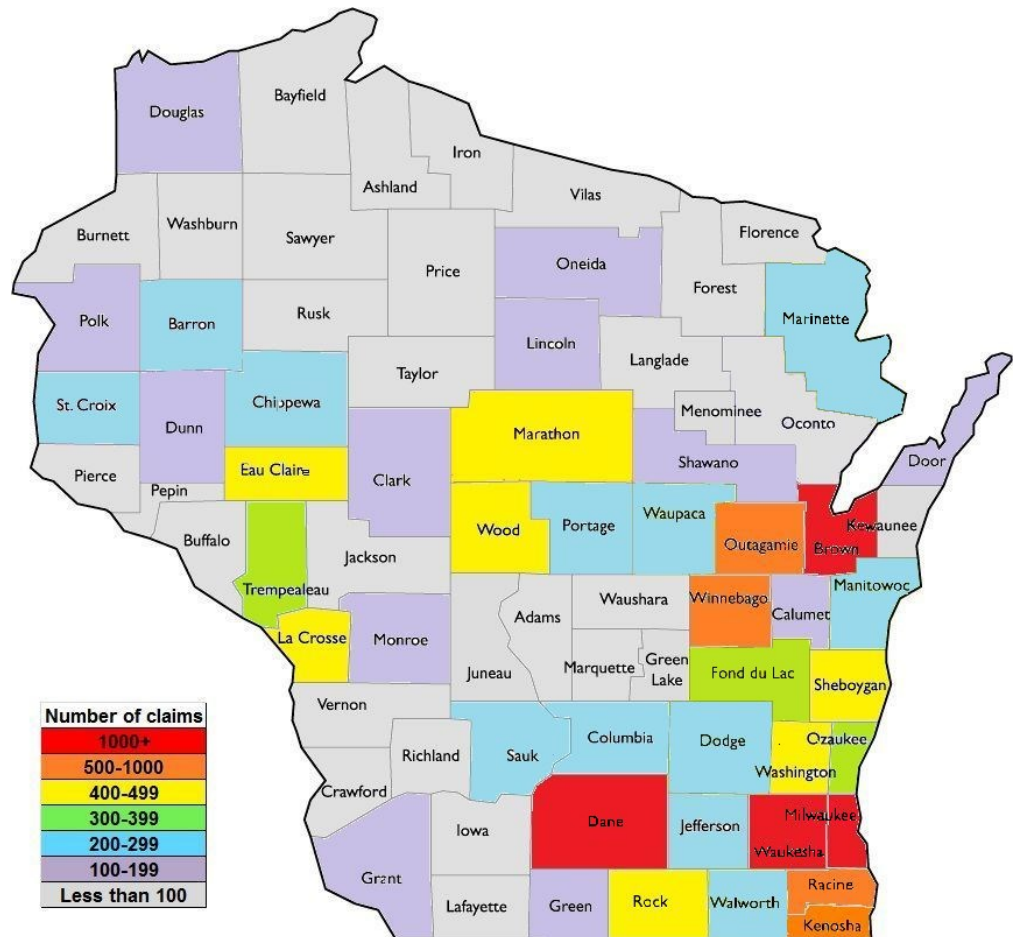 Bayfield
Douglas
Iron
Ashland
Vilas
Washburn
Burnett
Sawyer
Florence
Price
Oneida
Forest
Rusk
Polk
Barron
Marinette
Lincoln
Langlade
Taylor
St. Croix
Chippewa
Menominee
Oconto
Dunn
Marathon
Shawano
Door
Pierce
Eau Claire
Clark
Pepin
Wood
Portage
Waupaca
Kewaunee
Buffalo
Outagamie
Brown
Jackson
Trempealeau
Manitowoc
Waushara
Winnebago
Adams
Calumet
La Crosse
Monroe
Green
Lake
Marquette
Juneau
Fond du Lac
Sheboygan
Vernon
Number of claims
1000+
500-1000
400-499
300-399
200-299
100-199
Less than 100
Richland
Sauk
Columbia
Dodge
Ozaukee
Washington
Crawford
Iowa
Dane
Jefferson
Milwaukee
Waukesha
Grant
Lafayette
Green
Rock
Walworth
Racine
Kenosha